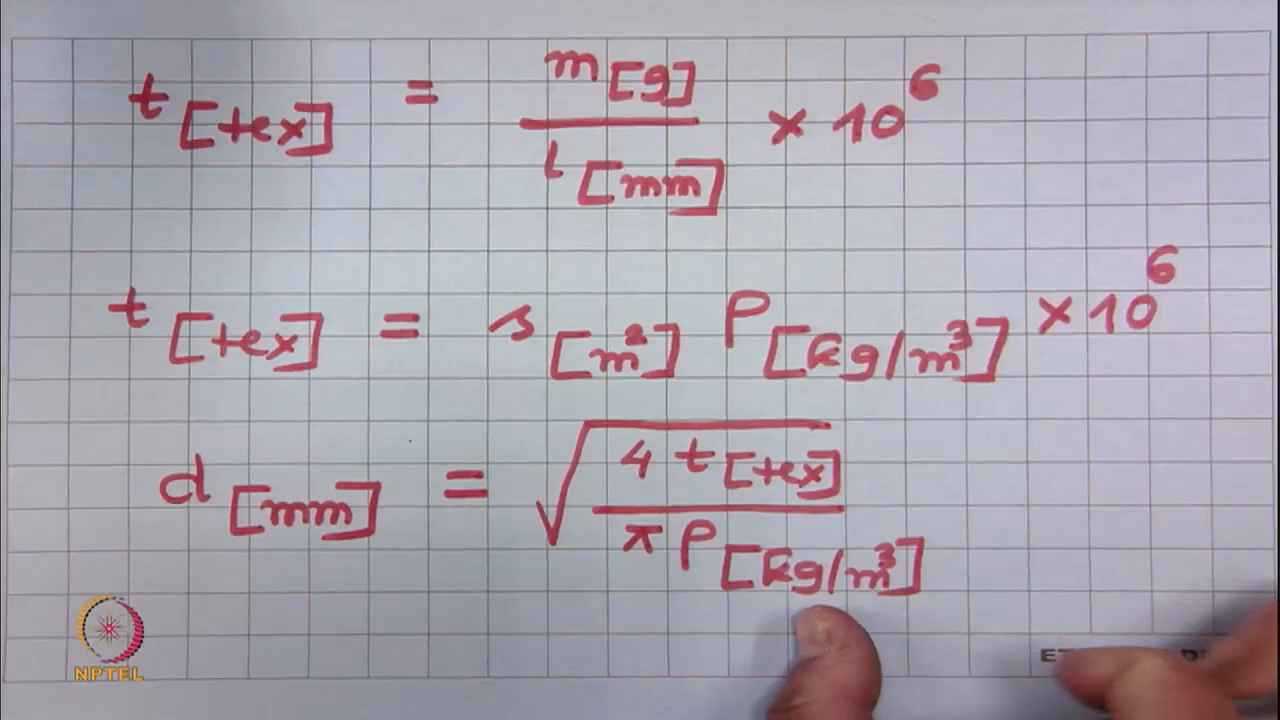 t [tex] = m [g] / l [mm] × 10^6
t [tex] = s [m²] ρ [kg/m³] × 10^6
d [mm] = √(4 t [tex] / π ρ [kg/m³])
NPTEL